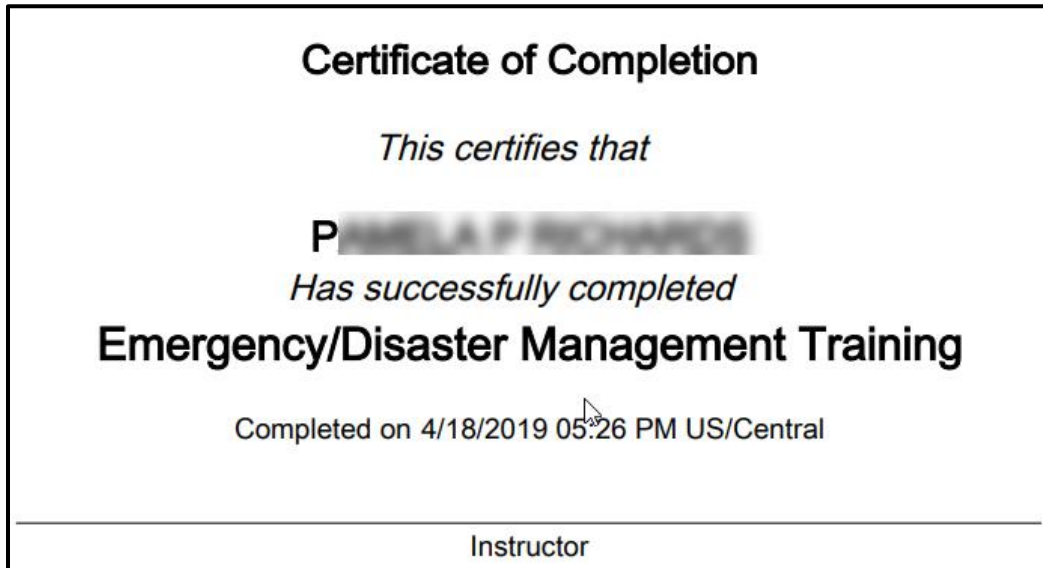 Certificate of Completion
This certifies that
P
Has successfully completed
Emergency/Disaster Management Training
Completed on 4/18/2019 05:26 PM US/Central
Instructor